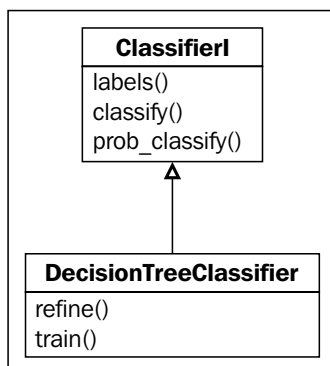 ClassifierI
labels()
classify()
prob_classify()
DecisionTreeClassifier
refine()
train()